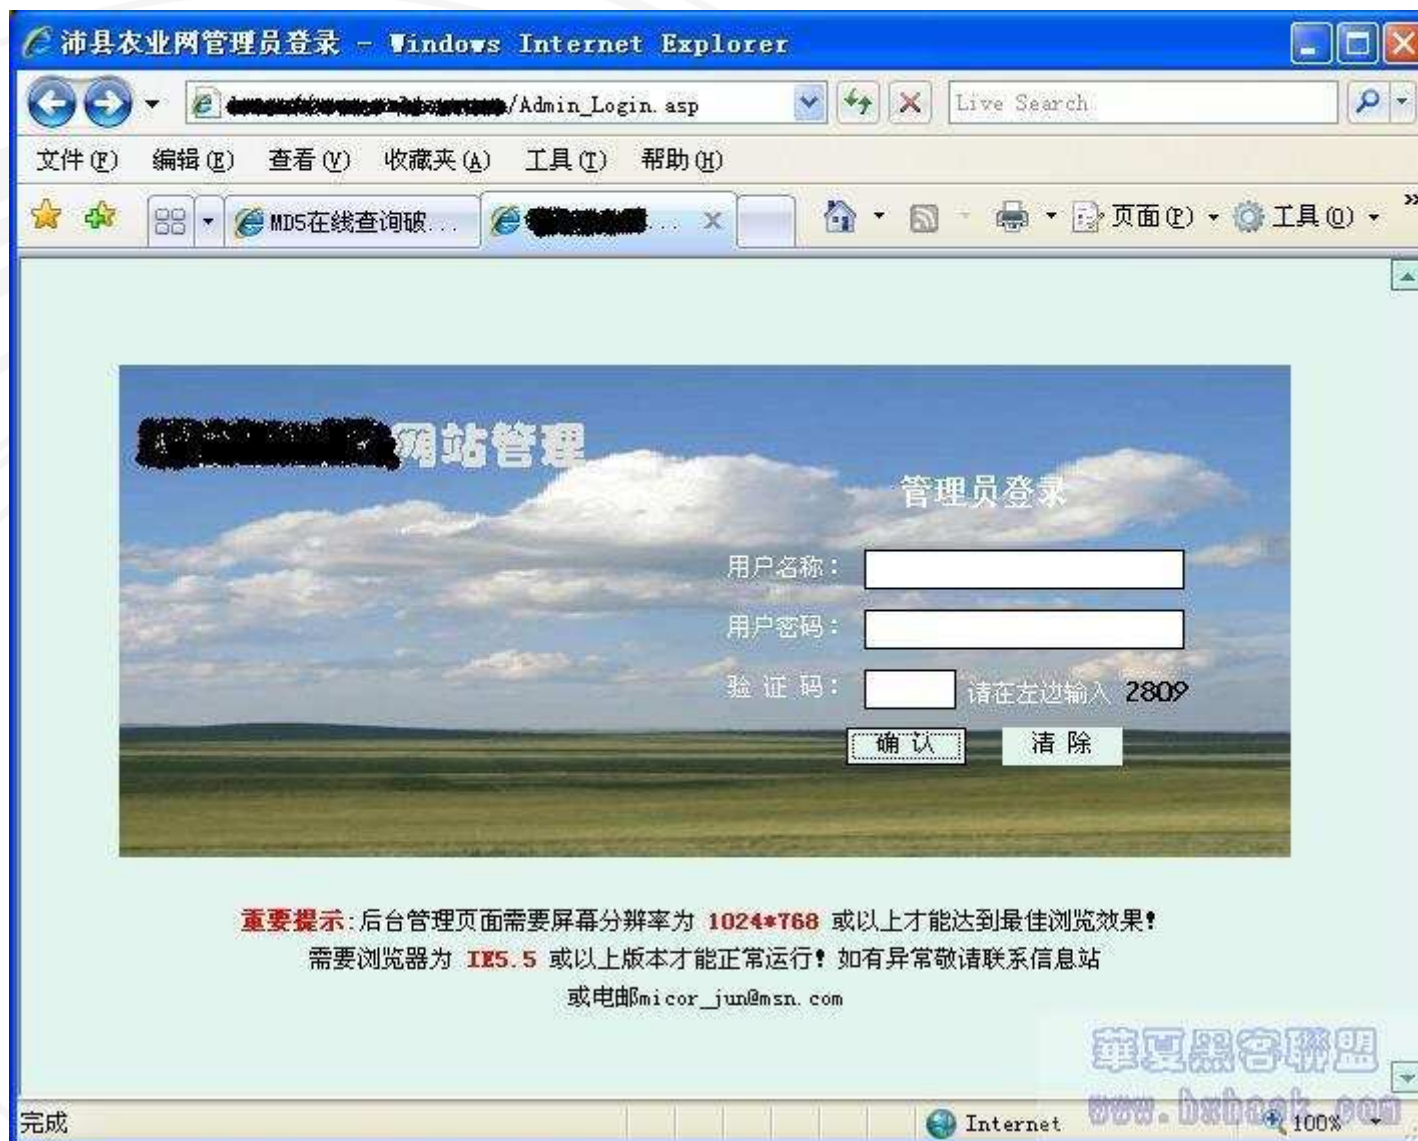 沛县农业网管理员登录 - Windows Internet Explorer
/Admin_Login.asp
Live Search
文件(F) 编辑(E) 查看(V) 收藏夹(A) 工具(T) 帮助(H)
MD5在线查询破... ... 页面(P) 工具(O) »
网站管理
管理员登录
用户名称：
用户密码：
验 证 码： 请在左边输入 2809
确 认 清 除
重要提示:后台管理页面需要屏幕分辨率为 1024*768 或以上才能达到最佳浏览效果!
需要浏览器为 IE5.5 或以上版本才能正常运行! 如有异常敬请联系信息站
或电邮micor_jun@msn.com
華夏黑客聯盟
完成 Internet 100%